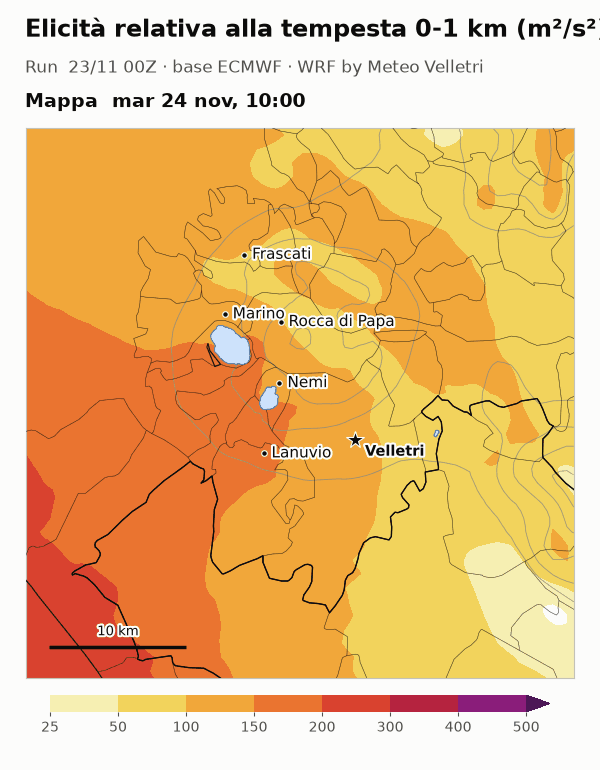 Elicità relativa alla tempesta 0-1 km (m²/s²)
Run  23/11 00Z · base ECMWF · WRF by Meteo Velletri
Mappa  mar 24 nov, 10:00
Frascati
Marino
Rocca di Papa
Nemi
Velletri
Lanuvio
10 km
25 50 100 150 200 300 400 500